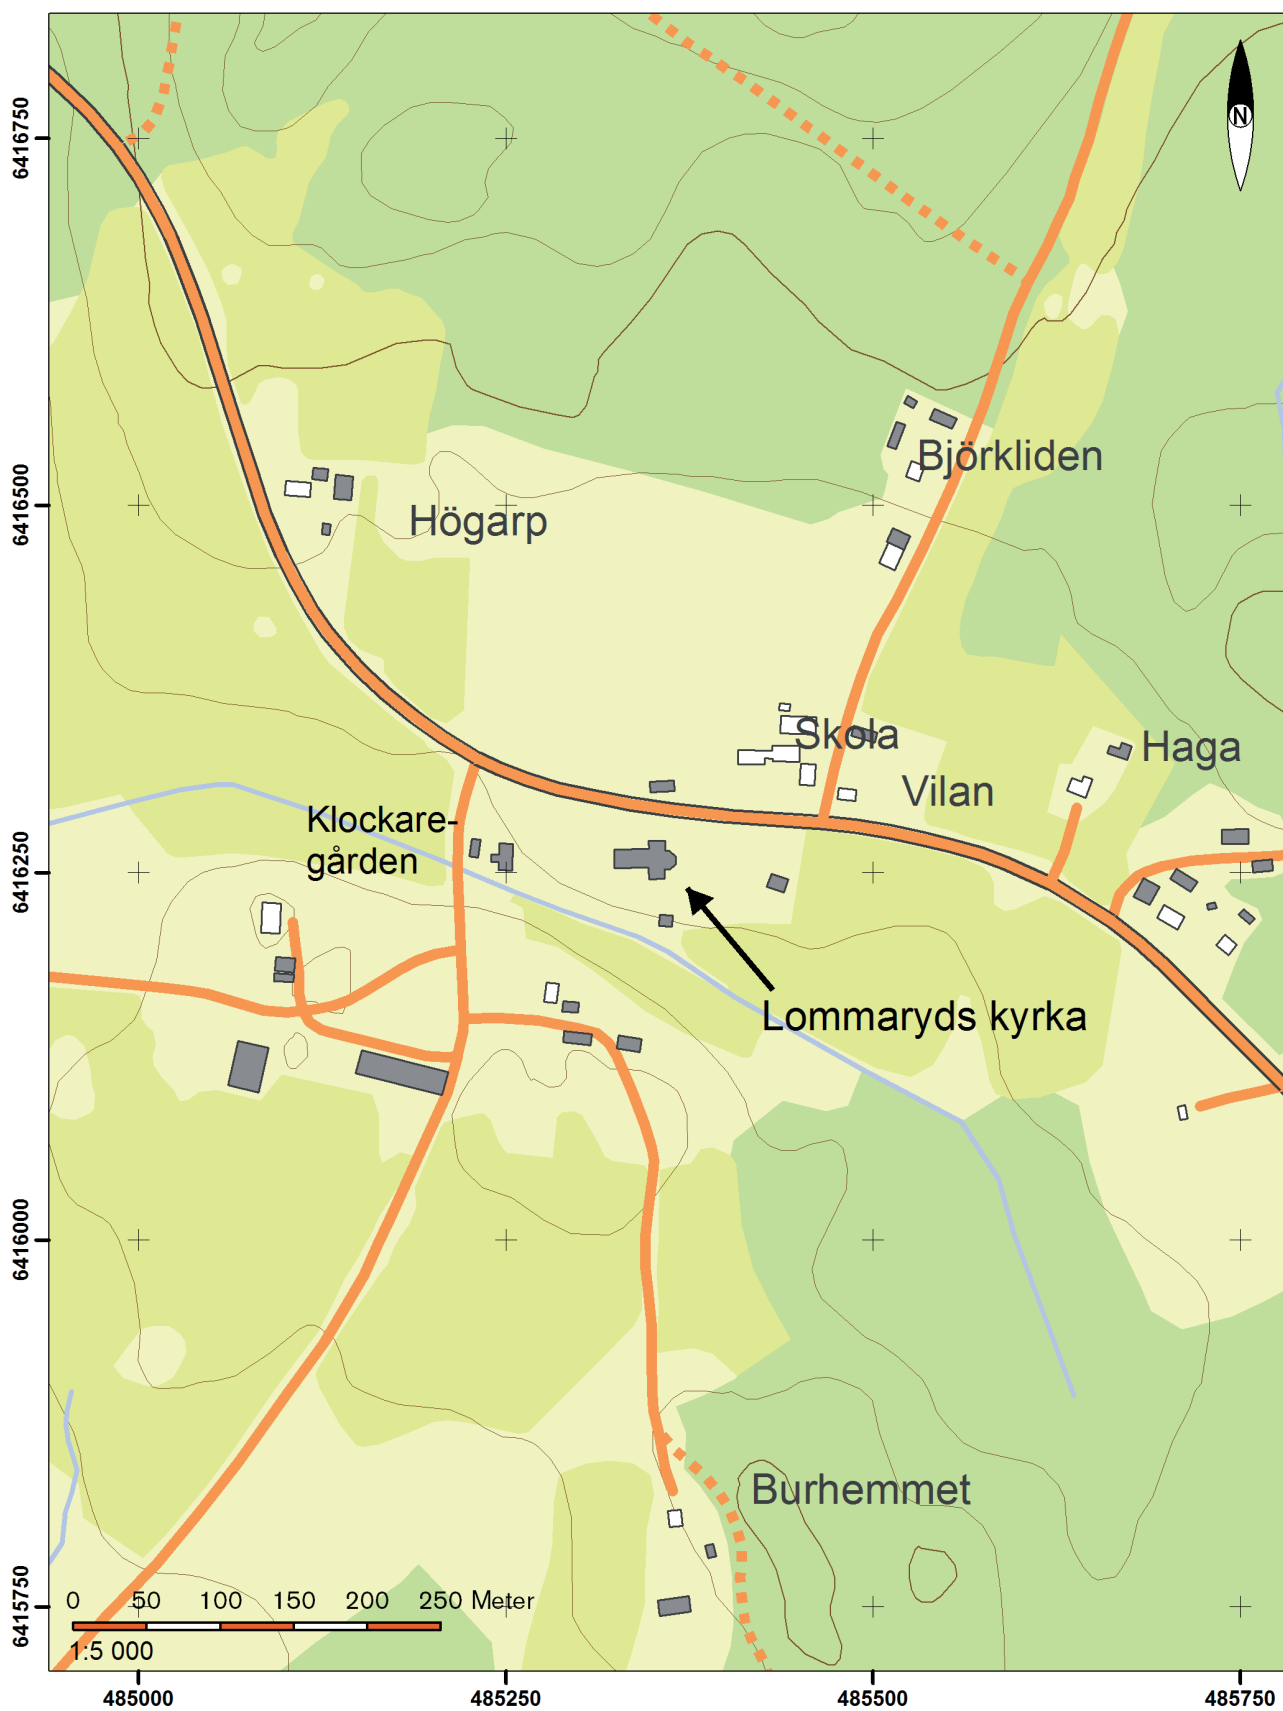 N
6416750
Björkliden
6416500
Högarp
Skola
Haga
Vilan
Klockare-
gården
6416250
Lommaryds kyrka
6416000
Burhemmet
0 50 100 150 200 250 Meter
6415750
1:5 000
485000 485250 485500 485750